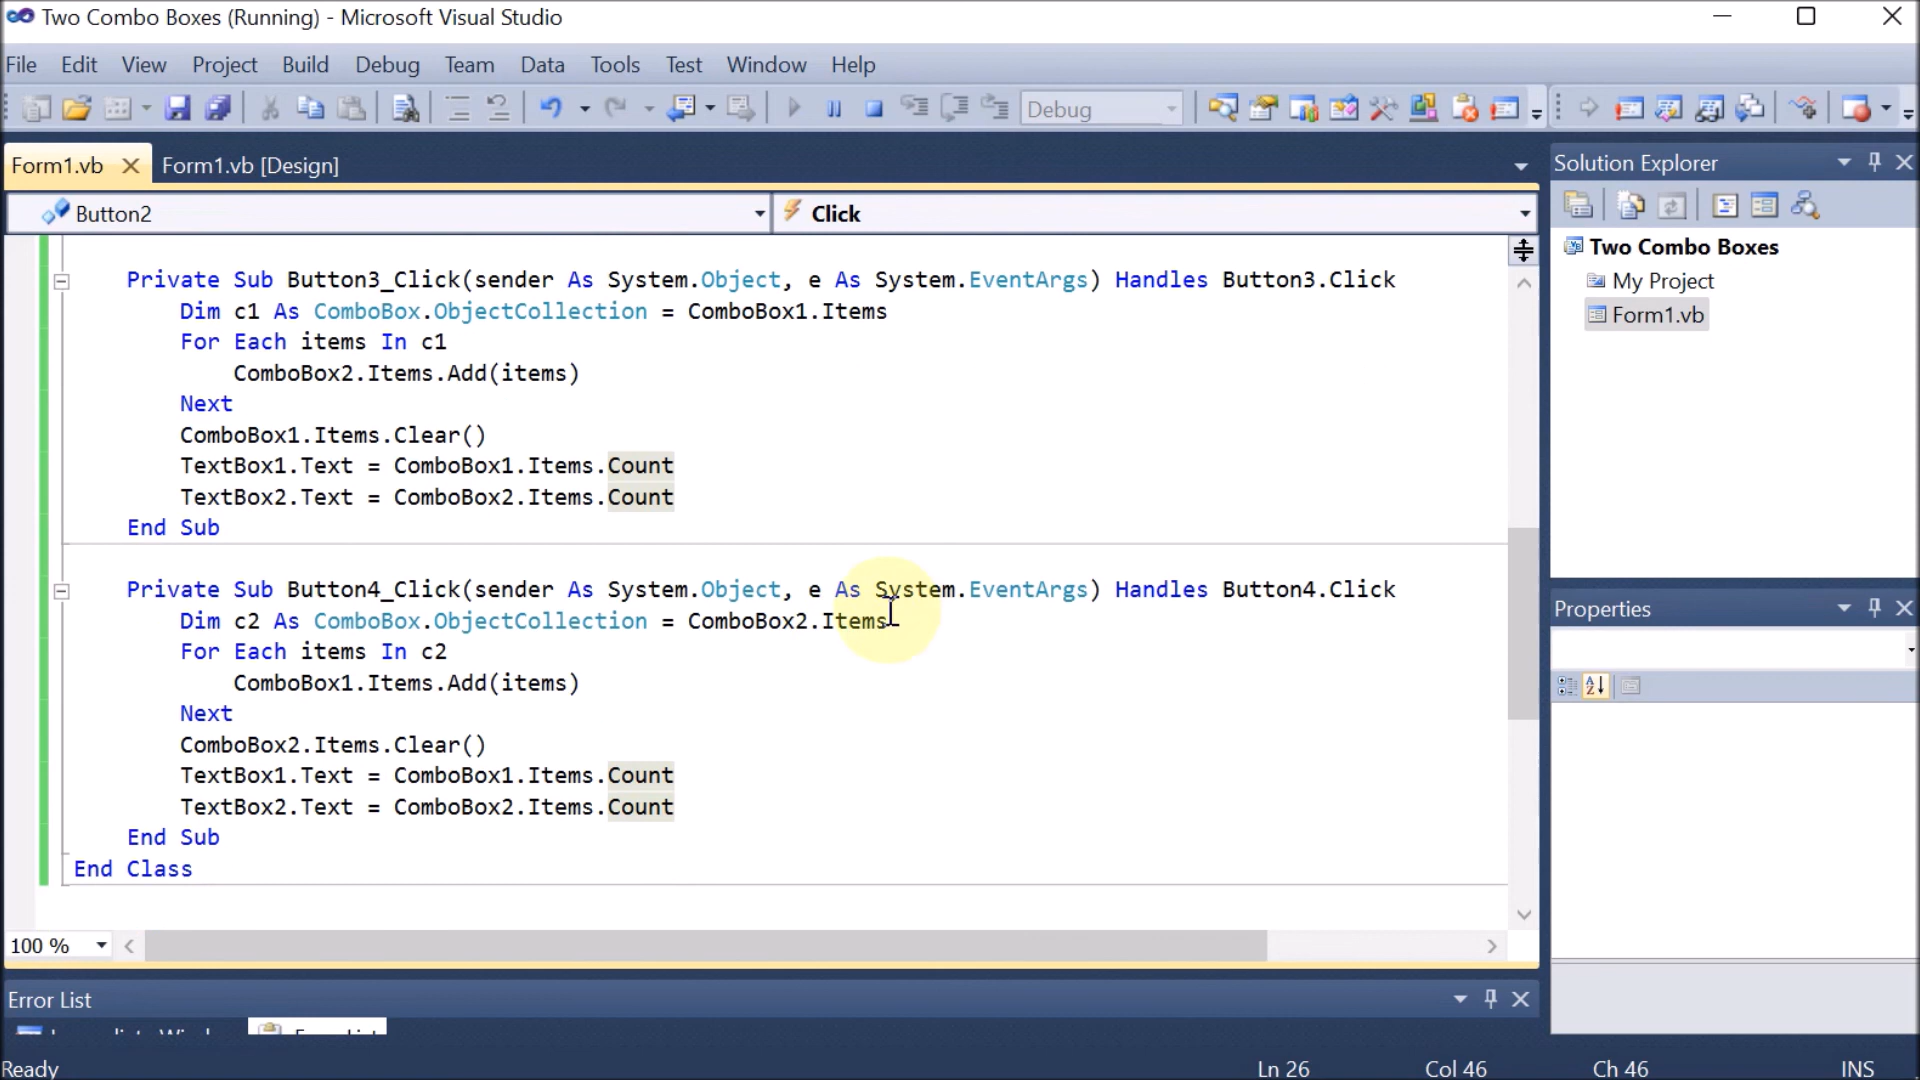 Two Combo Boxes (Running) - Microsoft Visual Studio
File Edit View Project Build Debug Team Data Tools Test Window Help
Debug
Form1.vb Form1.vb [Design]
Solution Explorer
Button2 Click
Two Combo Boxes
My Project
Form1.vb
Private Sub Button3_Click(sender As System.Object, e As System.EventArgs) Handles Button3.Click
Dim c1 As ComboBox.ObjectCollection = ComboBox1.Items
For Each items In c1
ComboBox2.Items.Add(items)
Next
ComboBox1.Items.Clear()
TextBox1.Text = ComboBox1.Items.Count
TextBox2.Text = ComboBox2.Items.Count
End Sub
Private Sub Button4_Click(sender As System.Object, e As System.EventArgs) Handles Button4.Click
Dim c2 As ComboBox.ObjectCollection = ComboBox2.Items
For Each items In c2
ComboBox1.Items.Add(items)
Next
ComboBox2.Items.Clear()
TextBox1.Text = ComboBox1.Items.Count
TextBox2.Text = ComboBox2.Items.Count
End Sub
End Class
Properties
100 %
Error List
Ready Ln 26 Col 46 Ch 46 INS